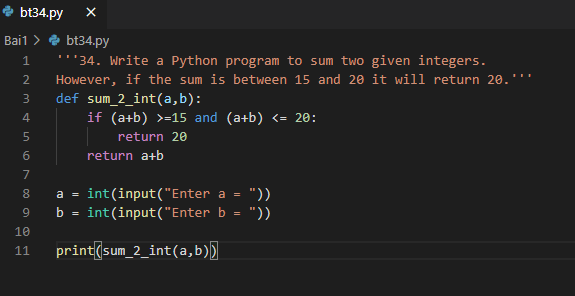 bt34.py ×
Bai1 > bt34.py
1 '''34. Write a Python program to sum two given integers.
2 However, if the sum is between 15 and 20 it will return 20.'''
3 def sum_2_int(a,b):
4     if (a+b) >=15 and (a+b) <= 20:
5         return 20
6     return a+b
7
8 a = int(input("Enter a = "))
9 b = int(input("Enter b = "))
10
11 print(sum_2_int(a,b))